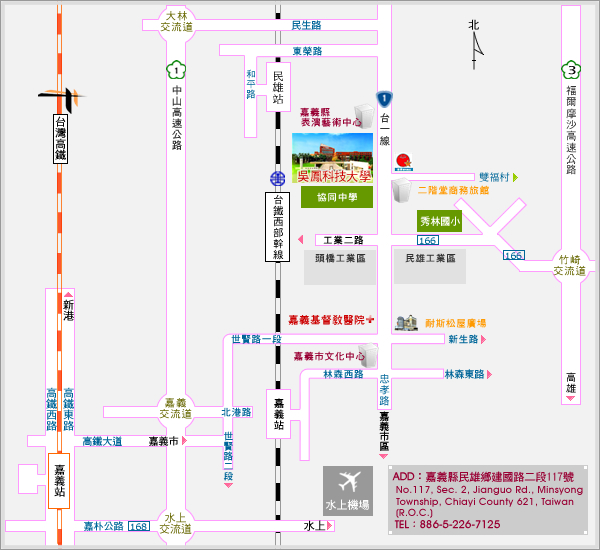 大林
交流道
民生路
北
東榮路
1
民雄站
和平路
中山高速公路
3
福爾摩沙高速公路
台灣高鐵
嘉義縣
表演藝術中心
1
台一線
吳鳳科技大學
雙福村
二階堂商務旅館
協同中學
台鐵西部幹線
秀林國小
工業二路
166
166
頭橋工業區
民雄工業區
竹崎
交流道
新港
嘉義基督教醫院
耐斯松屋廣場
世賢路一段
新生路
嘉義市文化中心
林森西路
林森東路
忠孝路
高雄
高鐵西路
高鐵東路
嘉義
交流道
北港路
嘉義站
嘉義市區
高鐵大道
嘉義市
世賢路二段
嘉義站
水上機場
ADD：嘉義縣民雄鄉建國路二段117號
No.117, Sec. 2, Jianguo Rd., Minsyong
Township, Chiayi County 621, Taiwan
(R.O.C.)
TEL：886-5-226-7125
嘉朴公路
168
水上
交流道
水上